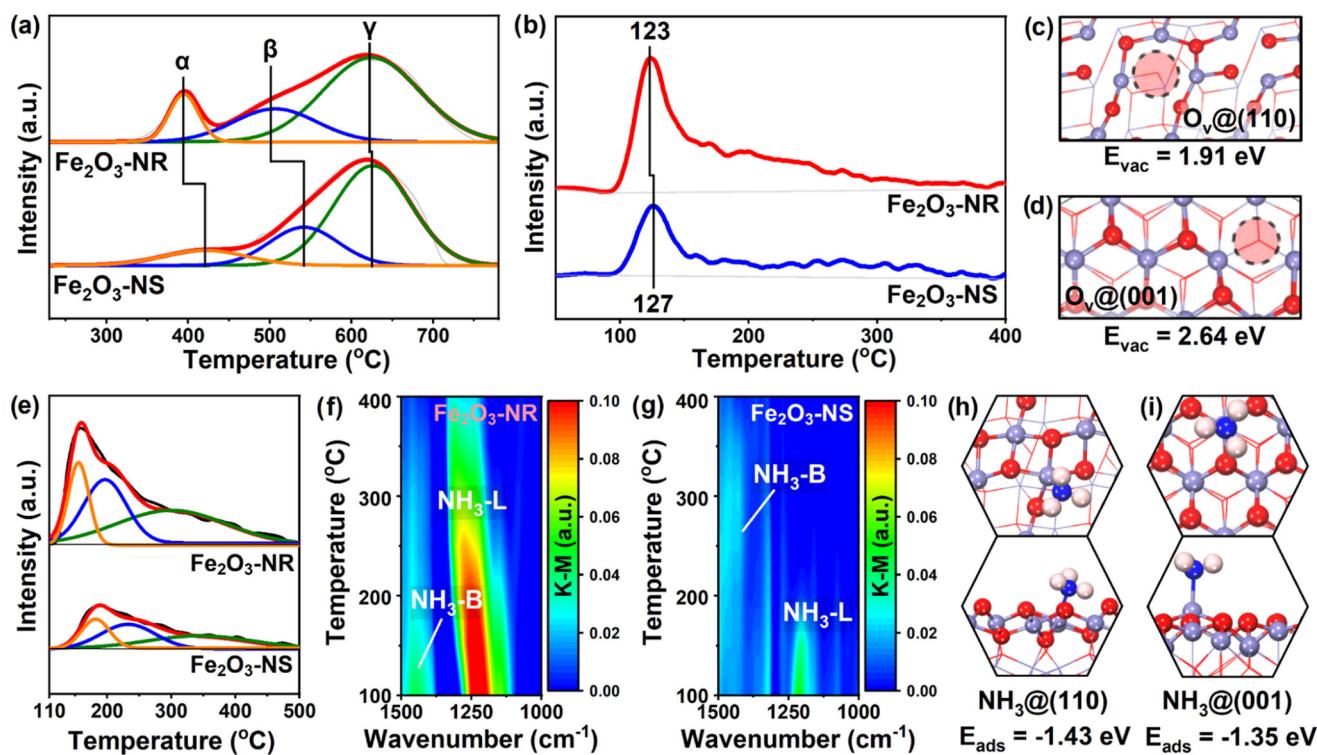 (a)
α
β
γ
Fe₂O₃-NR
Fe₂O₃-NS
Intensity (a.u.)
300 400 500 600 700
Temperature (°C)
(b)
123
Fe₂O₃-NR
Fe₂O₃-NS
127
Intensity (a.u.)
100 200 300 400
Temperature (°C)
(c)
Oᵥ@(110)
Eᵥₐc = 1.91 eV
(d)
Oᵥ@(001)
Eᵥₐc = 2.64 eV
(e)
Fe₂O₃-NR
Fe₂O₃-NS
Intensity (a.u.)
110 200 300 400 500
Temperature (°C)
(f)
Fe₂O₃-NR
NH₃-L
NH₃-B
Temperature (°C)
400
300
200
100
1500 1250 1000
Wavenumber (cm⁻¹)
K-M (a.u.)
0.10
0.08
0.06
0.04
0.02
0.00
(g)
Fe₂O₃-NS
NH₃-B
NH₃-L
Temperature (°C)
400
300
200
100
1500 1250 1000
Wavenumber (cm⁻¹)
K-M (a.u.)
0.10
0.08
0.06
0.04
0.02
0.00
(h)
NH₃@(110)
Eₐdₛ = -1.43 eV
(i)
NH₃@(001)
Eₐdₛ = -1.35 eV